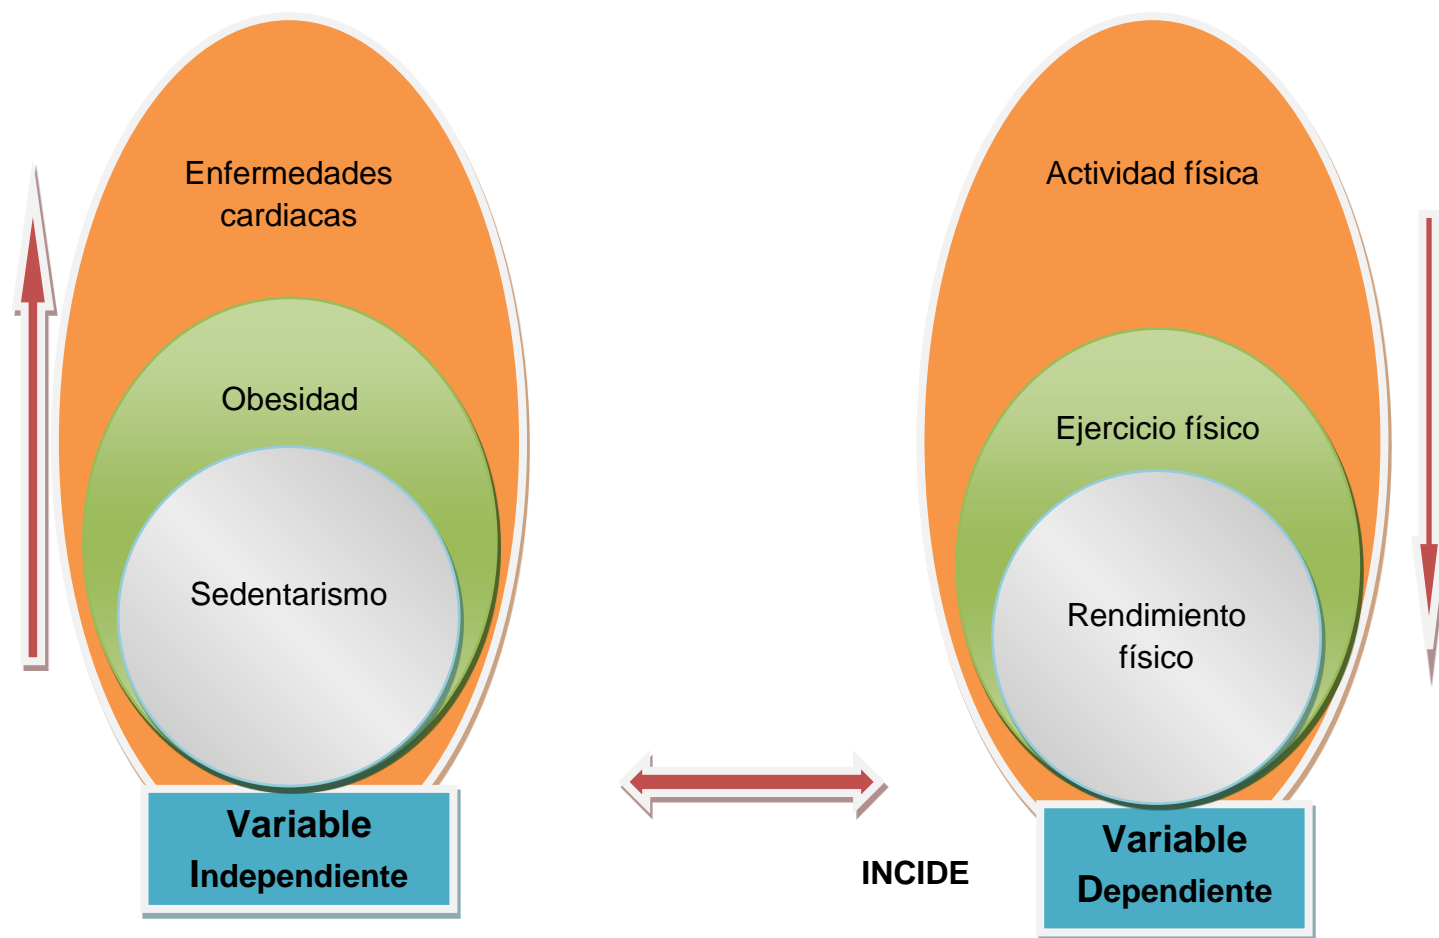 Enfermedades
cardiacas
Obesidad
Sedentarismo
Variable
Independiente
INCIDE
Actividad física
Ejercicio físico
Rendimiento
físico
Variable
Dependiente